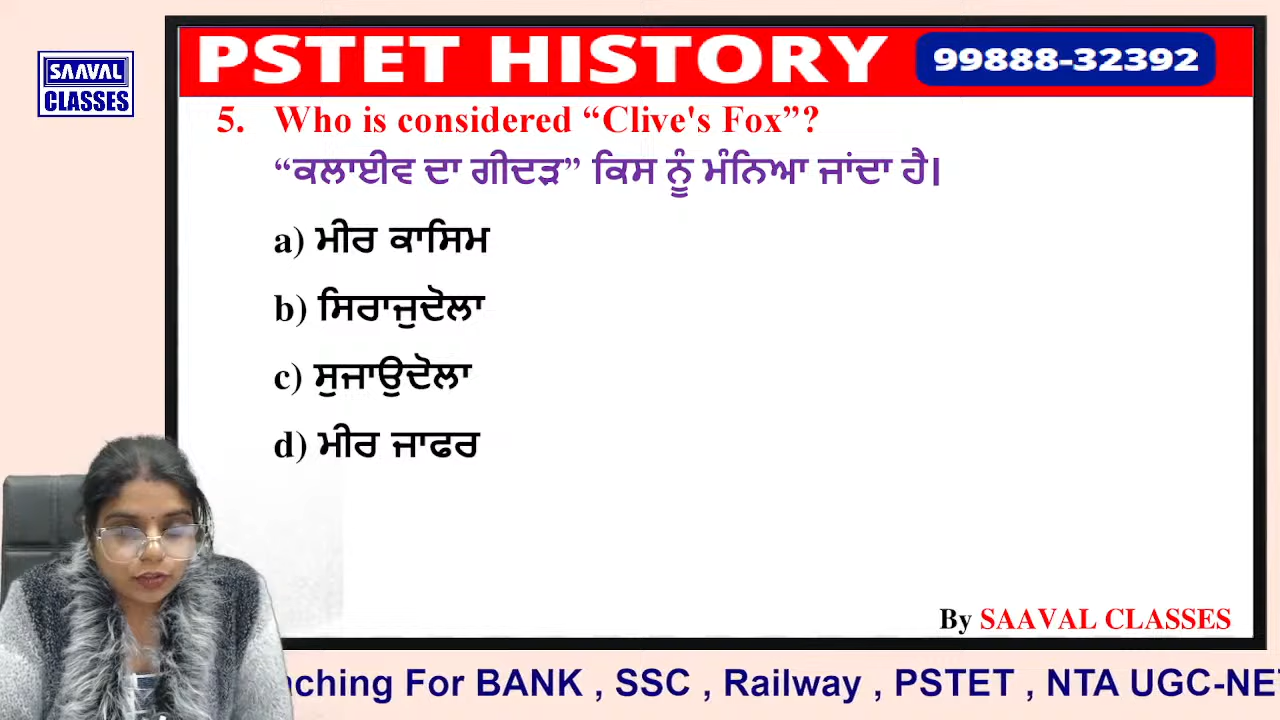 SAAVAL
CLASSES
PSTET HISTORY
99888-32392
5. Who is considered “Clive's Fox”?
“ਕਲਾਈਵ ਦਾ ਗੀਦੜ” ਕਿਸ ਨੂੰ ਮੰਨਿਆ ਜਾਂਦਾ ਹੈ।
a) ਮੀਰ ਕਾਸਿਮ
b) ਸਿਰਾਜੁਦੋਲਾ
c) ਸੁਜਾਉਦੋਲਾ
d) ਮੀਰ ਜਾਫਰ
By SAAVAL CLASSES
aching For BANK , SSC , Railway , PSTET , NTA UGC-NE